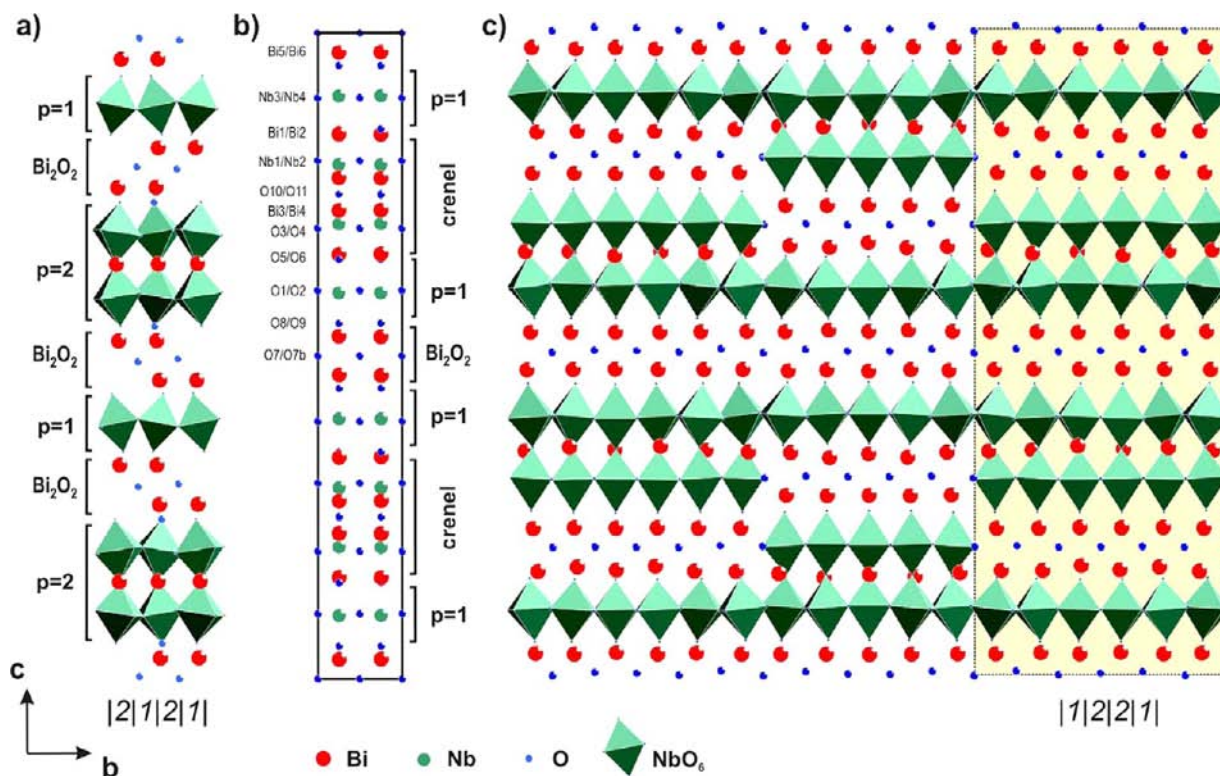 a)
p=1
Bi₂O₂
p=2
Bi₂O₂
p=1
Bi₂O₂
p=2
c
b
|2|1|2|1|
b)
Bi5/Bi6
Nb3/Nb4
Bi1/Bi2
Nb1/Nb2
O10/O11
Bi3/Bi4
O3/O4
O5/O6
O1/O2
O8/O9
O7/O7b
p=1
crenel
p=1
Bi₂O₂
p=1
crenel
p=1
c)
|1|2|2|1|
Bi
Nb
O
NbO₆